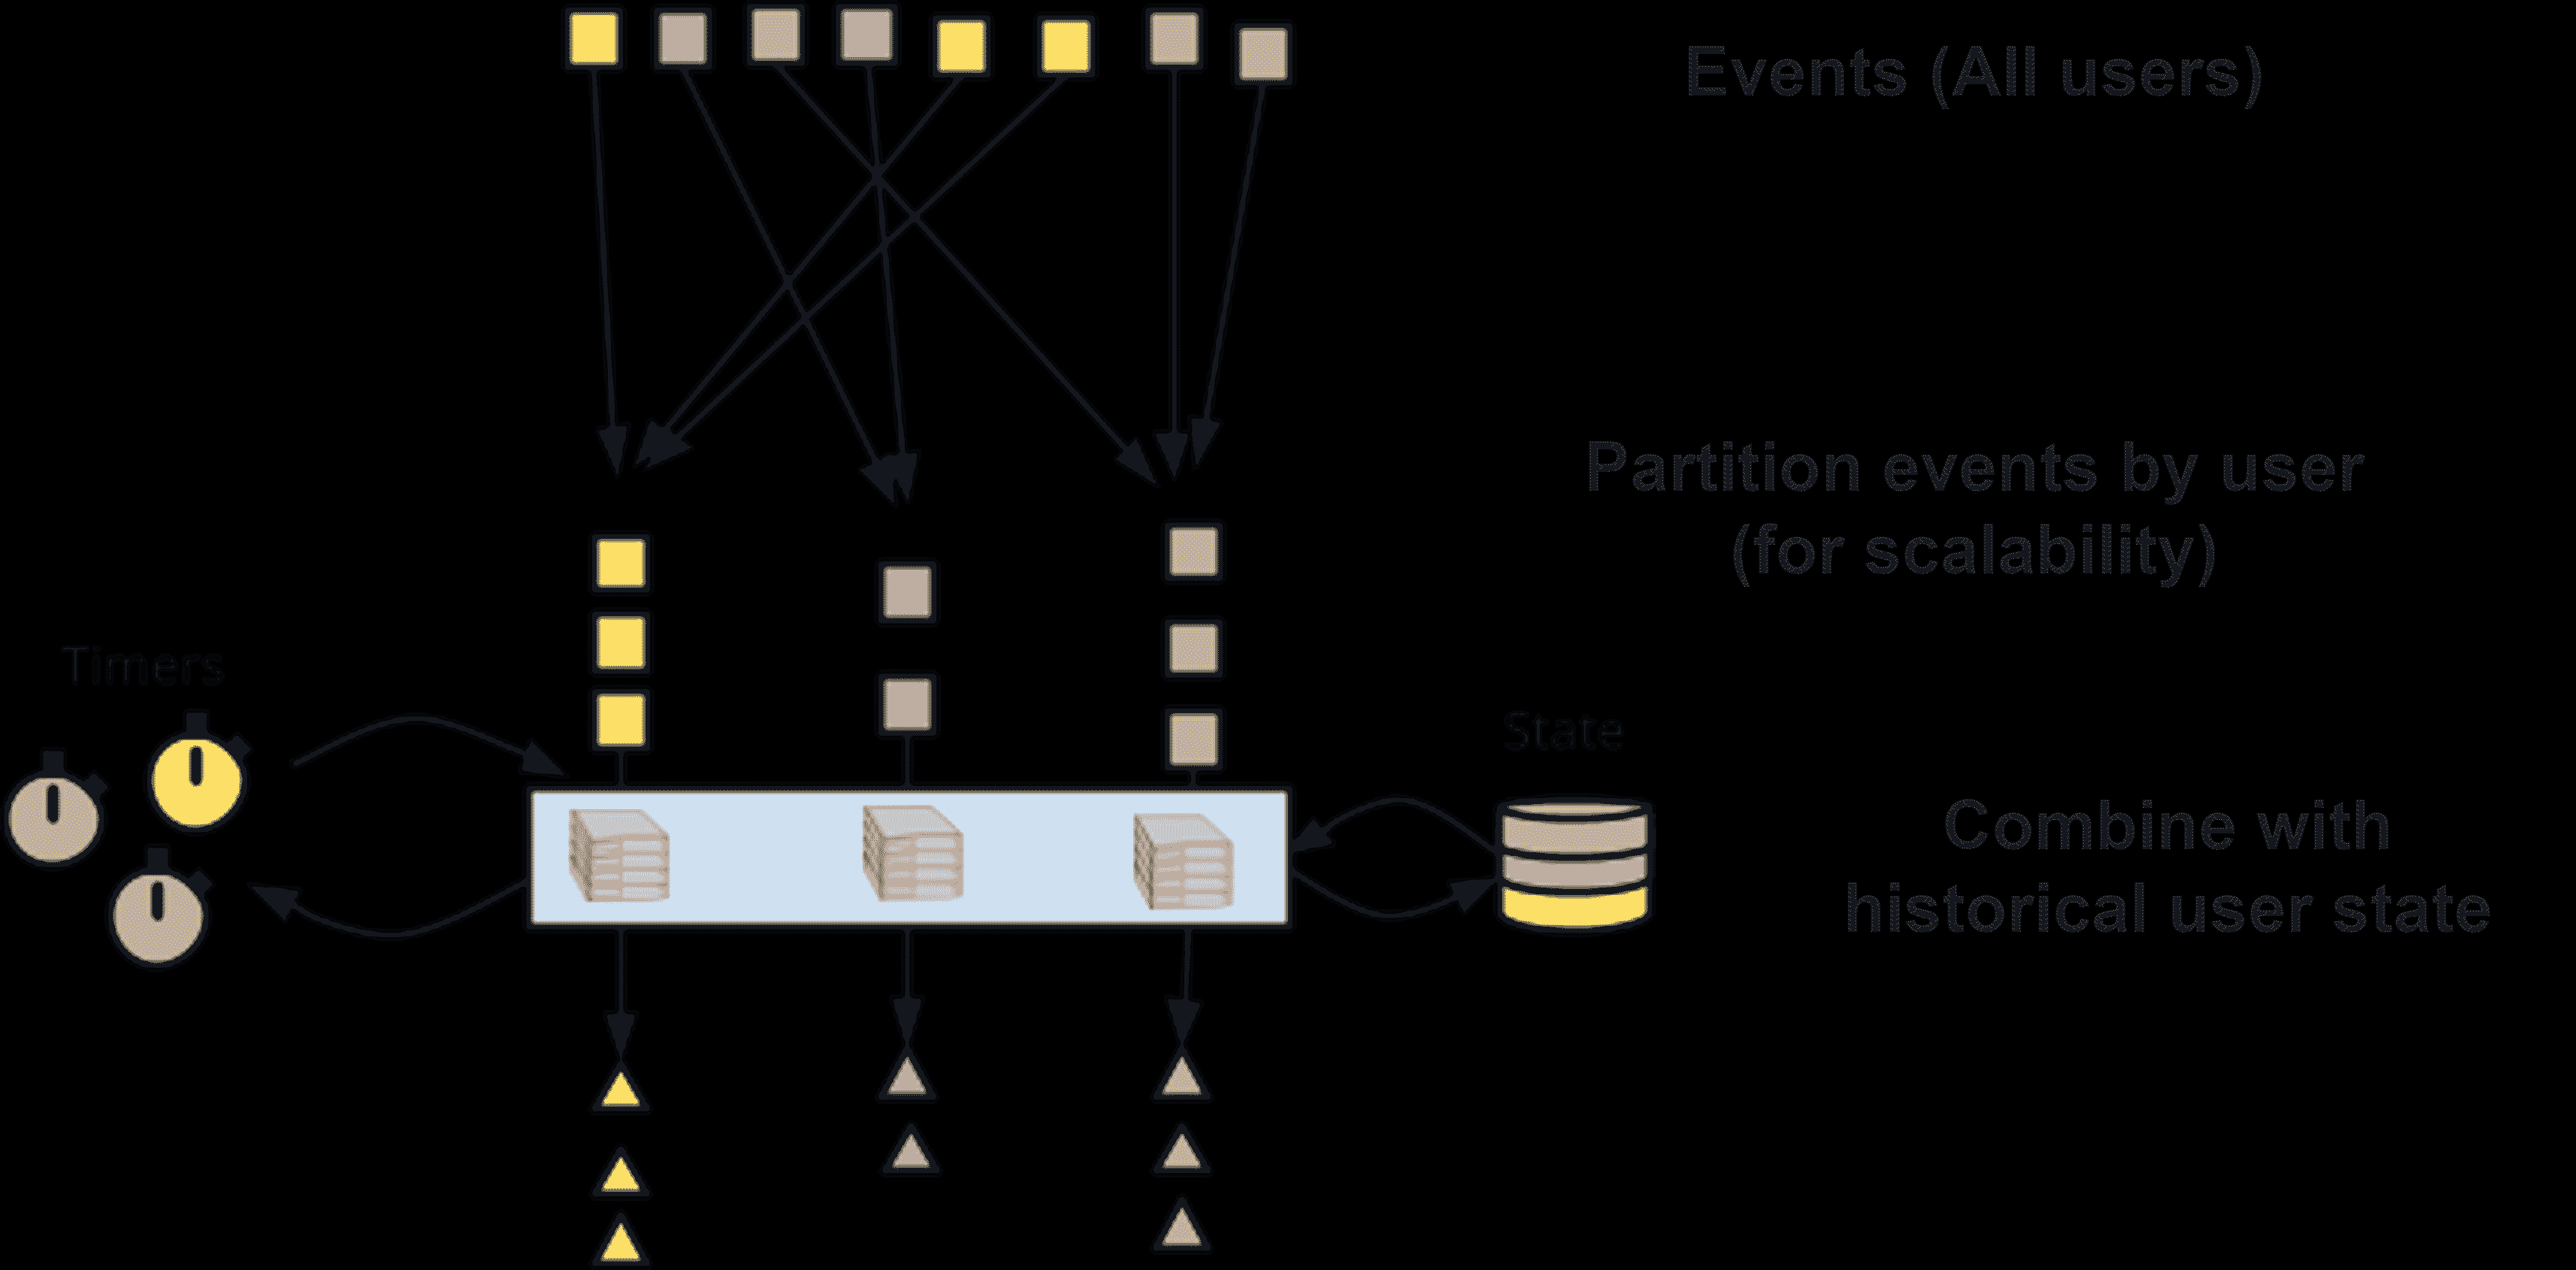 Events (All users)
Partition events by user
(for scalability)
Timers
State
Combine with
historical user state